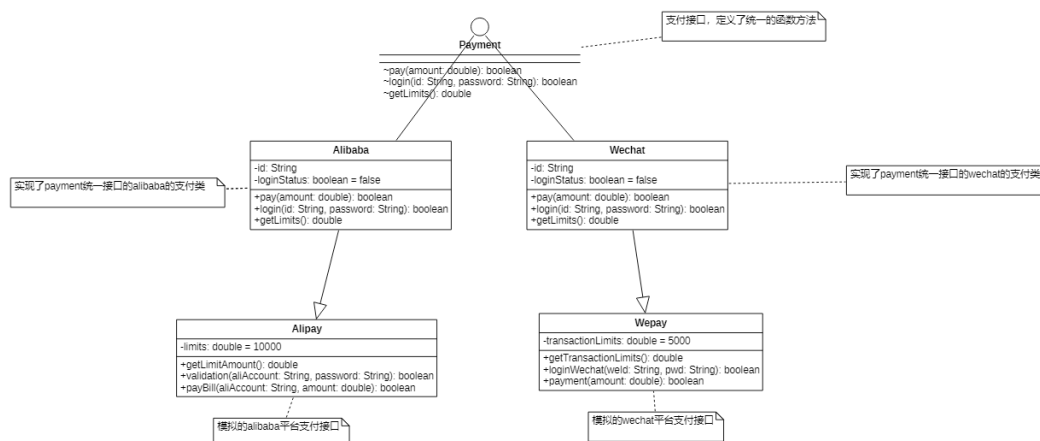 支付接口，定义了统一的函数方法
Payment
~pay(amount: double): boolean
~login(id: String, password: String): boolean
~getLimits(): double
Alibaba
-id: String
-loginStatus: boolean = false
+pay(amount: double): boolean
+login(id: String, password: String): boolean
+getLimits(): double
Wechat
-id: String
-loginStatus: boolean = false
+pay(amount: double): boolean
+login(id: String, password: String): boolean
+getLimits(): double
实现了payment统一接口的alibaba的支付类
实现了payment统一接口的wechat的支付类
Alipay
-limits: double = 10000
+getLimitAmount(): double
+validation(aliAccount: String, password: String): boolean
+payBill(aliAccount: String, amount: double): boolean
Wepay
-transactionLimits: double = 5000
+getTransactionLimits(): double
+loginWechat(weId: String, pwd: String): boolean
+payment(amount: double): boolean
模拟的alibaba平台支付接口
模拟的wechat平台支付接口